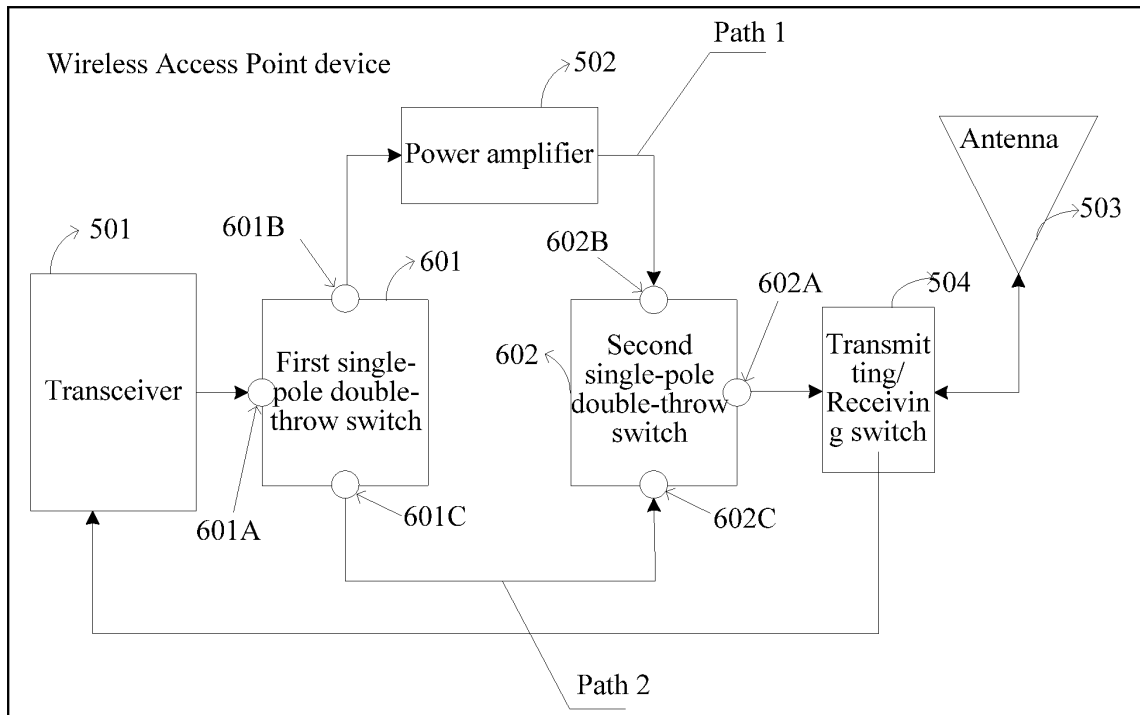 Path 1
Wireless Access Point device
502
Power amplifier
Antenna
501
601B
601
602B
602A
504
503
Transceiver
First single-
pole double-
throw switch
602
Second
single-pole
double-throw
switch
Transmit
ting/
Receivin
g switch
601A
601C
602C
Path 2